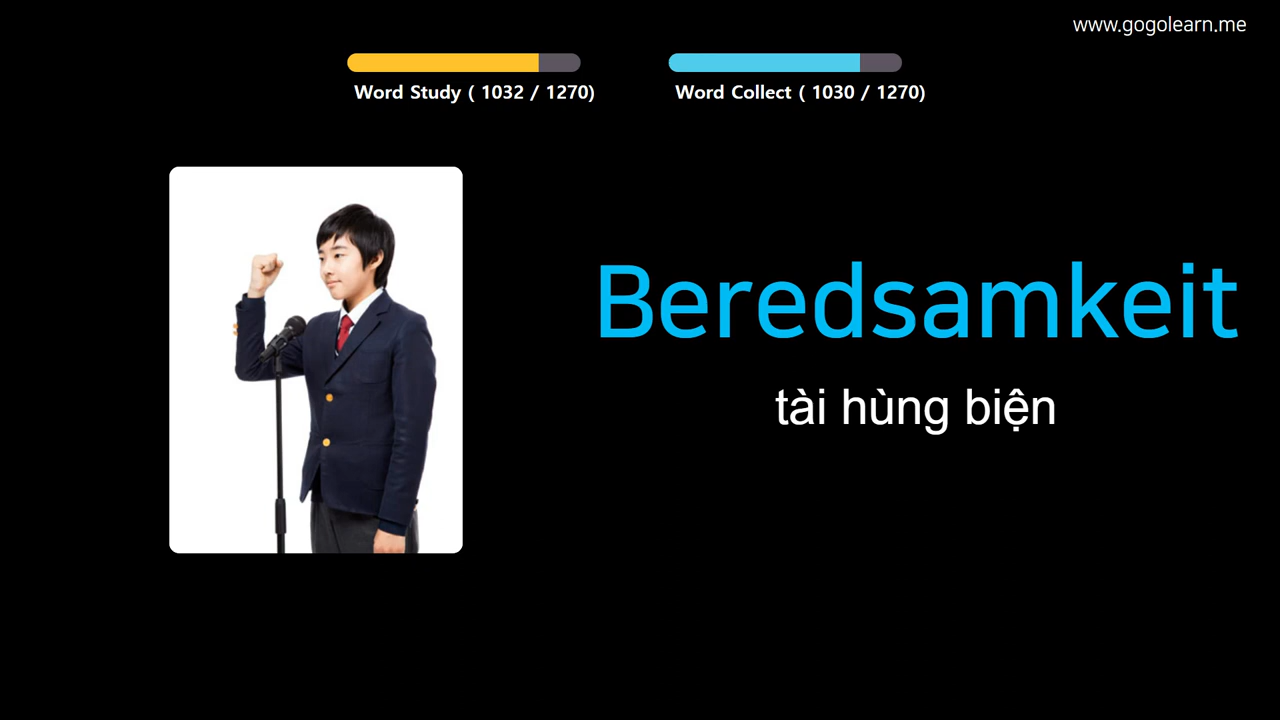 www.gogolearn.me
Word Study ( 1032 / 1270)
Word Collect ( 1030 / 1270)
Beredsamkeit
tài hùng biện